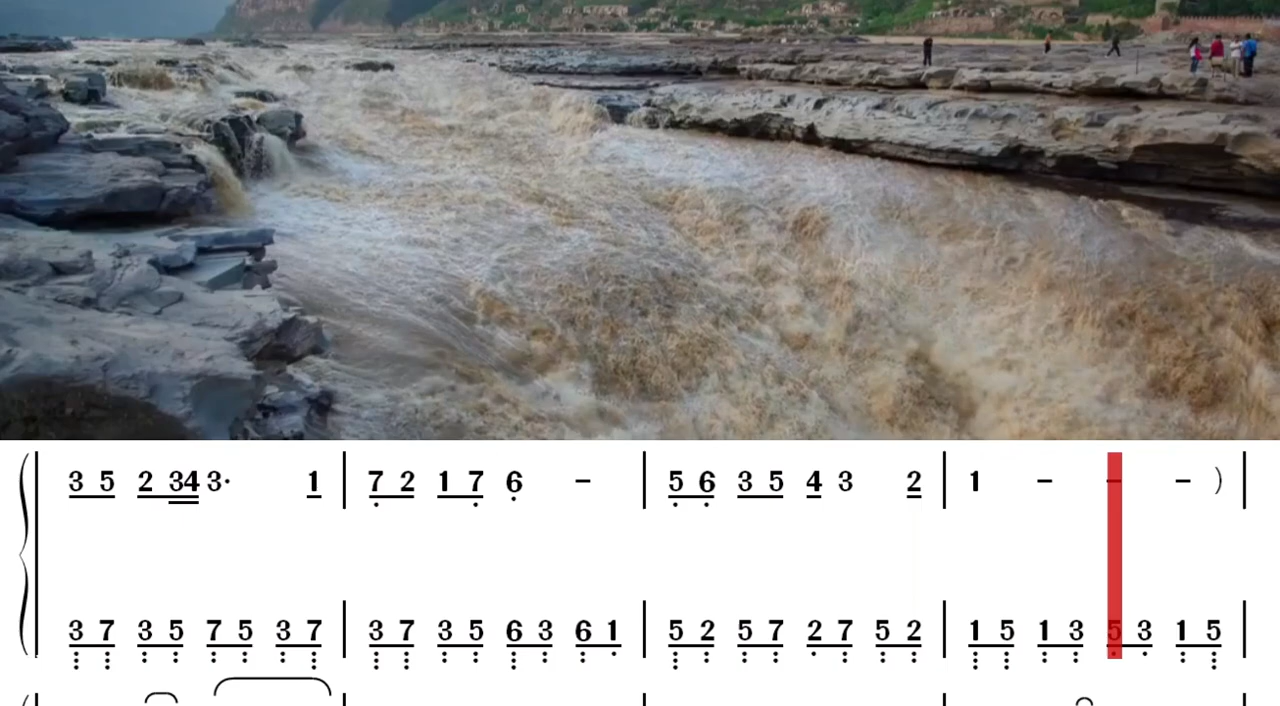 3 5 2 34 3· 1 | 7 2 1 7 6 – | 5 6 3 5 4 3 2 | 1 – – – ) |
3 7 3 5 7 5 3 7 | 3 7 3 5 6 3 6 1 | 5 2 5 7 2 7 5 2 | 1 5 1 3 5 3 1 5 |